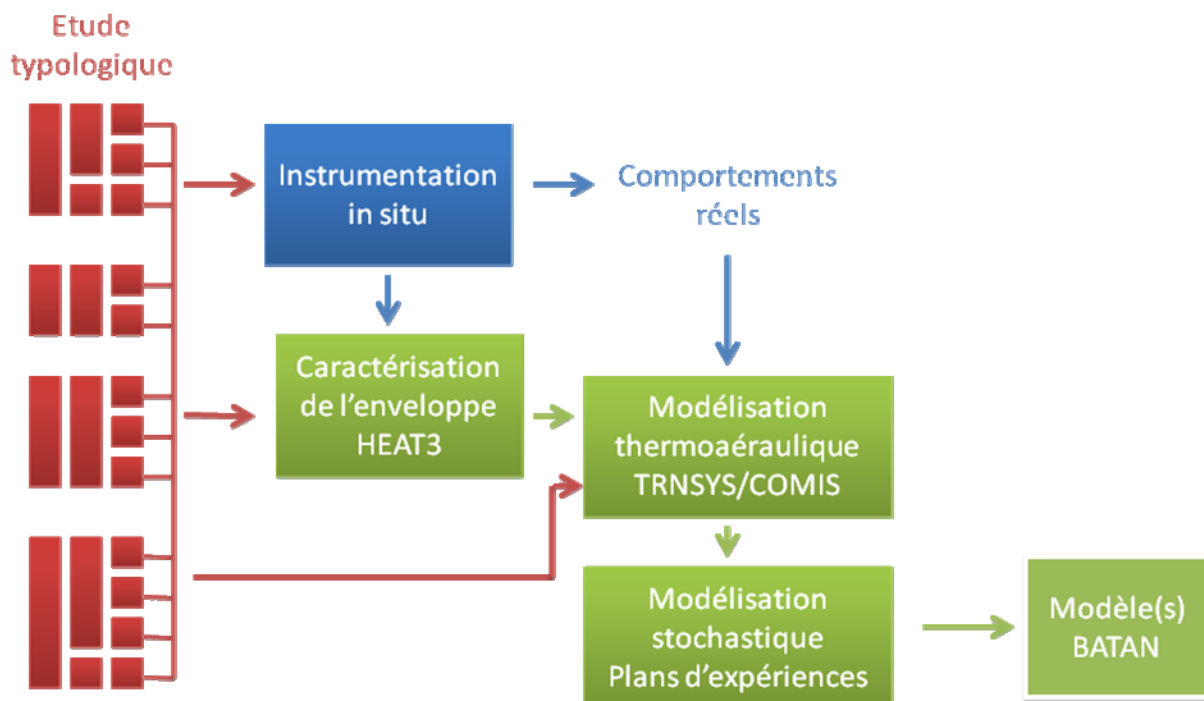 Etude
typologique
Instrumentation
in situ
Comportements
réels
Caractérisation
de l'enveloppe
HEAT3
Modélisation
thermoaéraulique
TRNSYS/COMIS
Modélisation
stochastique
Plans d'expériences
Modèle(s)
BATAN